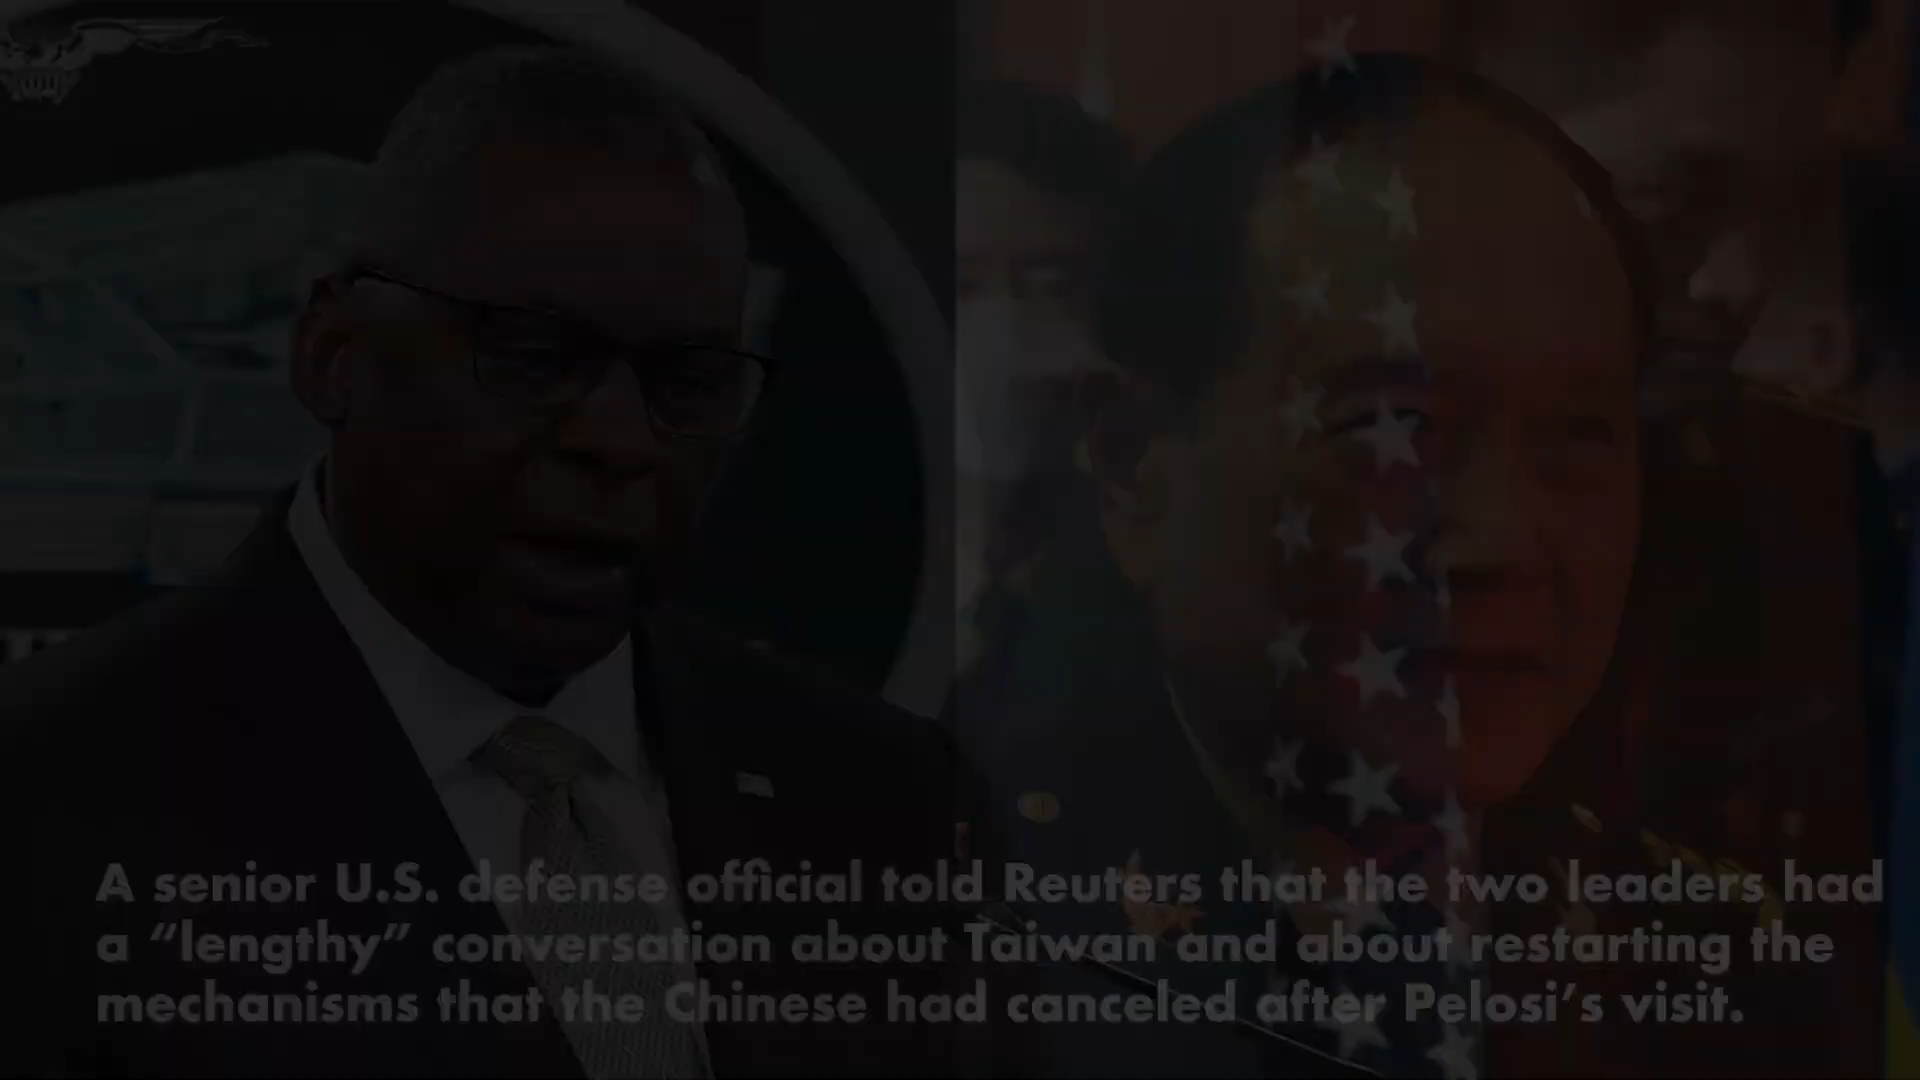 A senior U.S. defense official told Reuters that the two leaders had
a “lengthy” conversation about Taiwan and about restarting the
mechanisms that the Chinese had canceled after Pelosi’s visit.